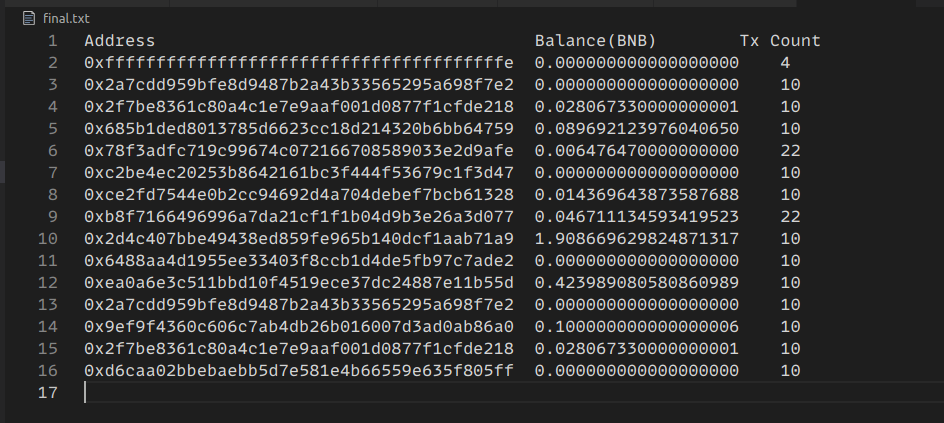 final.txt
1 Address Balance(BNB) Tx Count
2 0xfffffffffffffffffffffffffffffffffffffffe 0.000000000000000000 4
3 0x2a7cdd959bfe8d9487b2a43b33565295a698f7e2 0.000000000000000000 10
4 0x2f7be8361c80a4c1e7e9aaf001d0877f1cfde218 0.028067330000000001 10
5 0x685b1ded8013785d6623cc18d214320b6bb64759 0.089692123976040650 10
6 0x78f3adfc719c99674c072166708589033e2d9afe 0.006476470000000000 22
7 0xc2be4ec20253b8642161bc3f444f53679c1f3d47 0.000000000000000000 10
8 0xce2fd7544e0b2cc94692d4a704debef7bcb61328 0.014369643873587688 10
9 0xb8f7166496996a7da21cf1f1b04d9b3e26a3d077 0.046711134593419523 22
10 0x2d4c407bbe49438ed859fe965b140dcf1aab71a9 1.908669629824871317 10
11 0x6488aa4d1955ee33403f8ccb1d4de5fb97c7ade2 0.000000000000000000 10
12 0xea0a6e3c511bbd10f4519ece37dc24887e11b55d 0.423989080580860989 10
13 0x2a7cdd959bfe8d9487b2a43b33565295a698f7e2 0.000000000000000000 10
14 0x9ef9f4360c606c7ab4db26b016007d3ad0ab86a0 0.100000000000000006 10
15 0x2f7be8361c80a4c1e7e9aaf001d0877f1cfde218 0.028067330000000001 10
16 0xd6caa02bbebaebb5d7e581e4b66559e635f805ff 0.000000000000000000 10
17